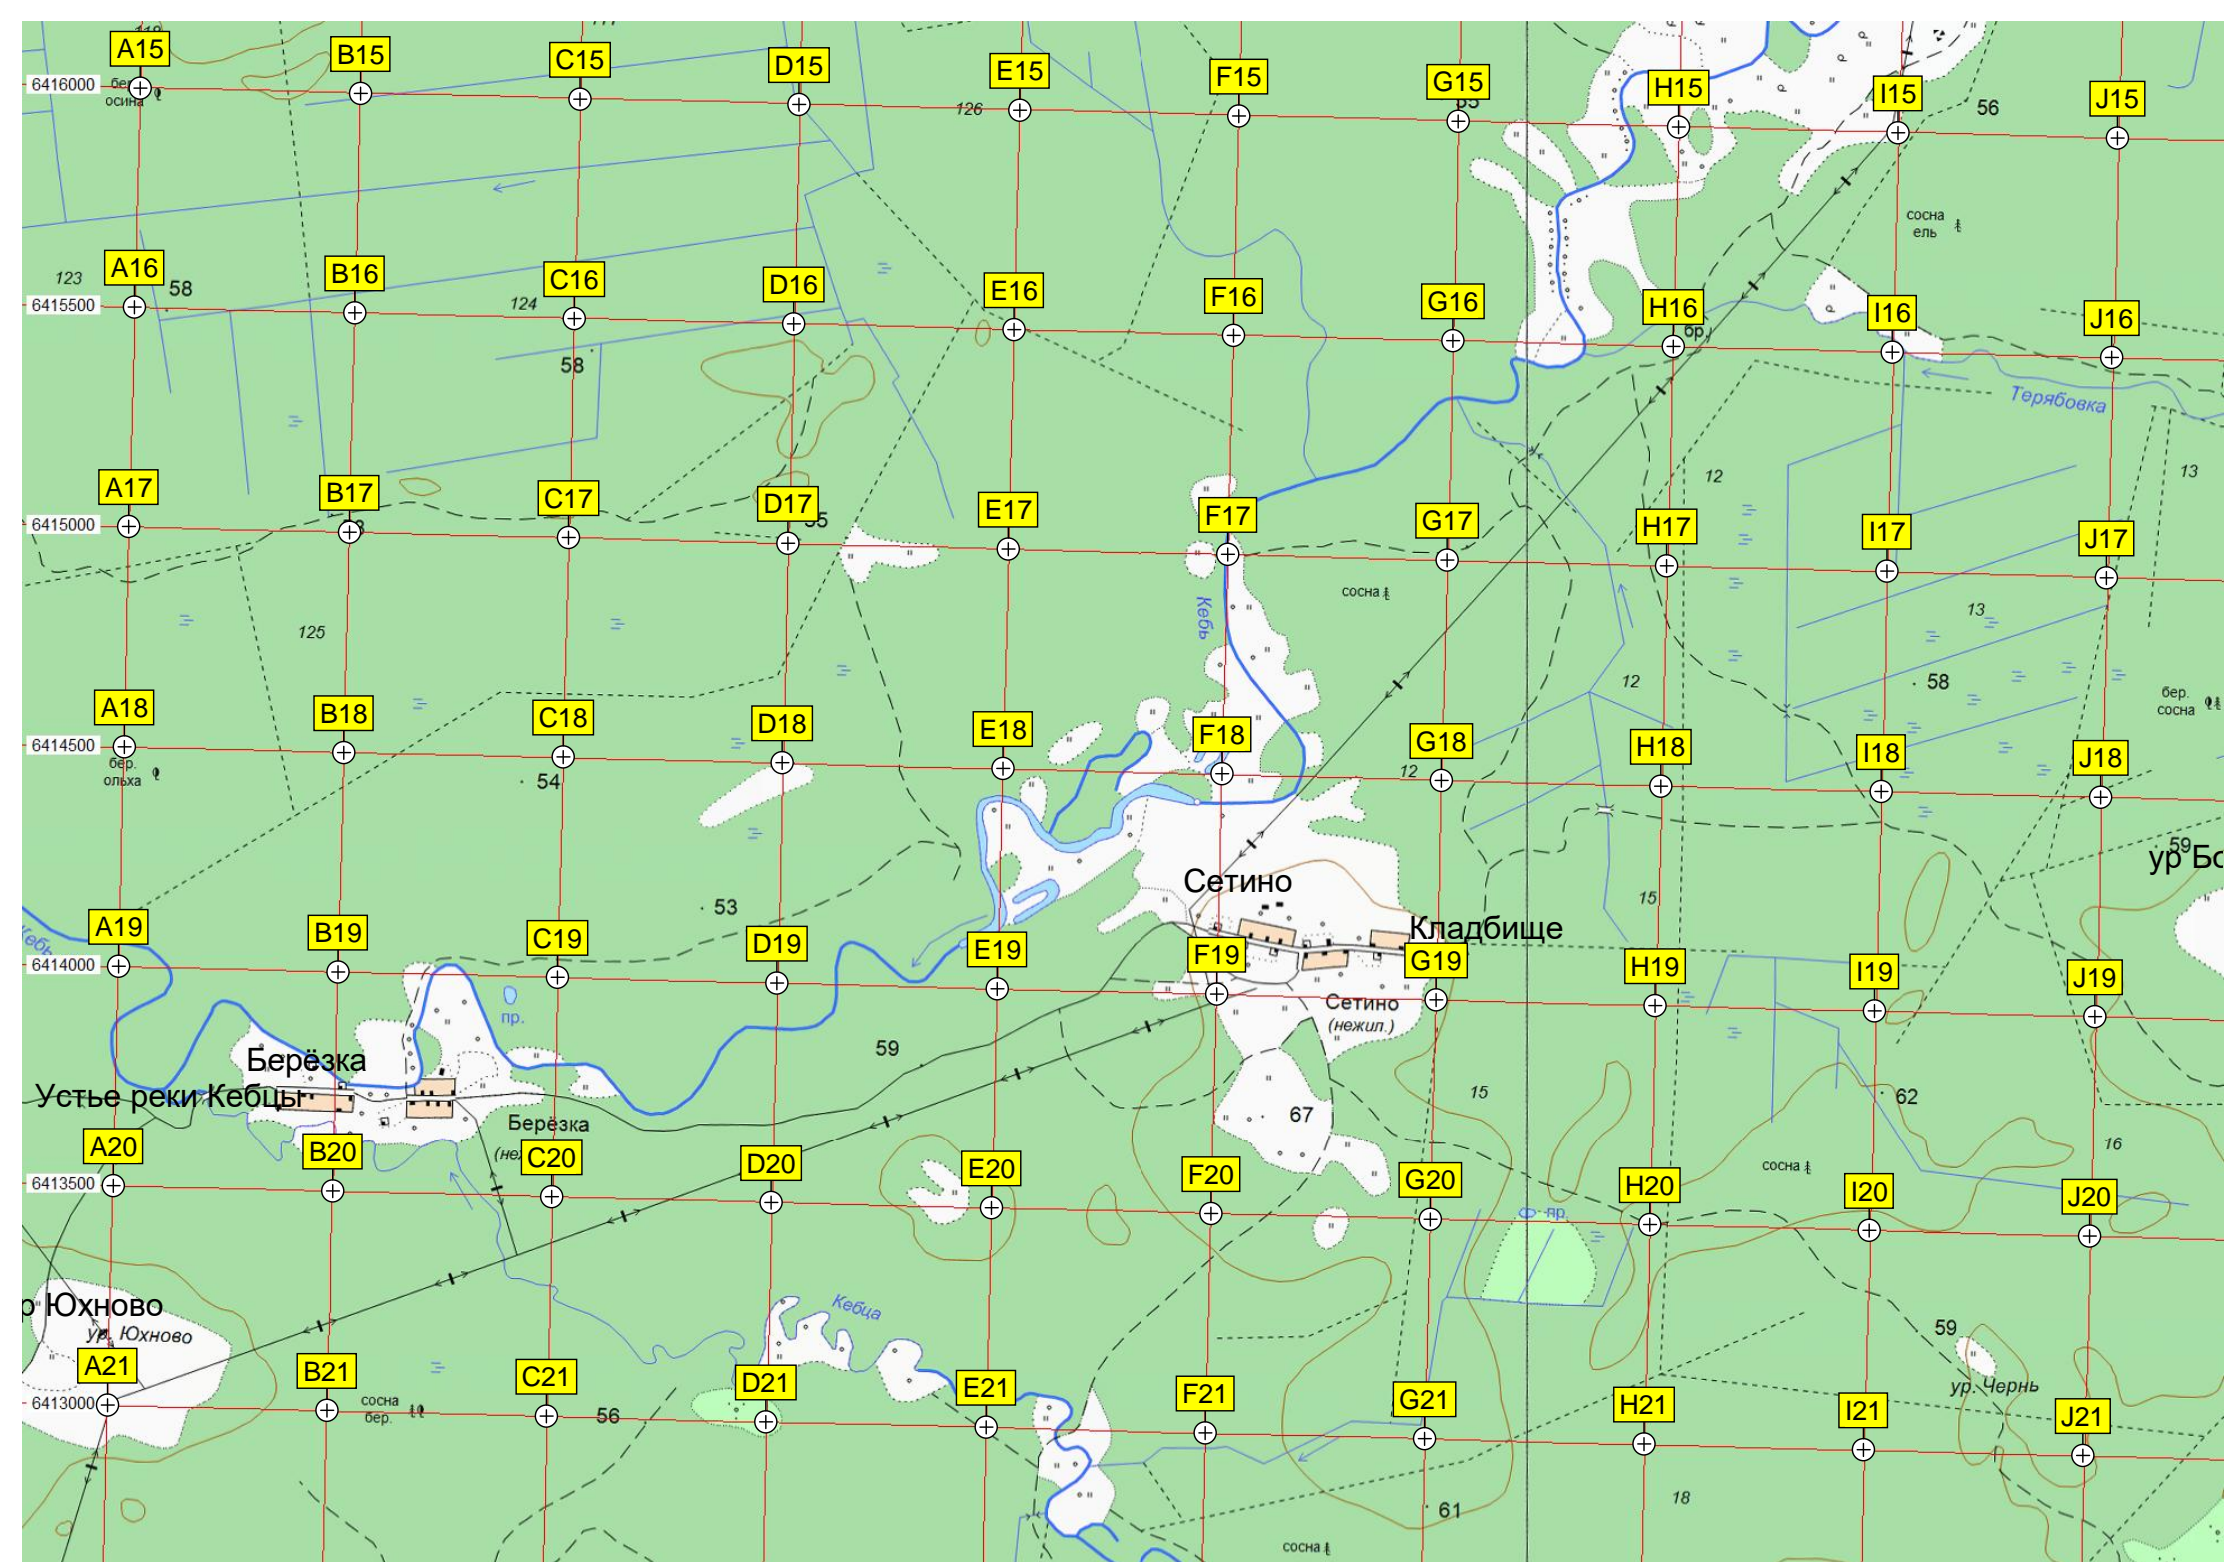 A15
B15
C15
D15
E15
F15
G15
H15
I15
J15
6416000
осина
126
56
сосна
ель
A16
B16
C16
D16
E16
F16
G16
H16
I16
J16
123
58
124
6415500
бр.
58
Терябовка
A17
B17
C17
D17
E17
F17
G17
H17
I17
J17
12
13
6415000
сосна
Кебь
125
13
12
58
бер.
сосна
A18
B18
C18
D18
E18
F18
G18
H18
I18
J18
6414500
бер.
ольха
54
12
59
ур Бо
Сетино
15
53
Кладбище
A19
B19
C19
D19
E19
F19
G19
H19
I19
J19
Кебь
6414000
пр.
Сетино
(нежил.)
59
Берёзка
Устье реки Кебцы
15
62
67
Берёзка
16
A20
B20
(не
C20
D20
E20
F20
G20
H20
I20
J20
сосна
6413500
пр.
р Юхново
ур. Юхново
Кебца
59
A21
B21
C21
D21
E21
F21
G21
H21
I21
J21
ур. Чернь
6413000
сосна
бер.
56
18
61
сосна